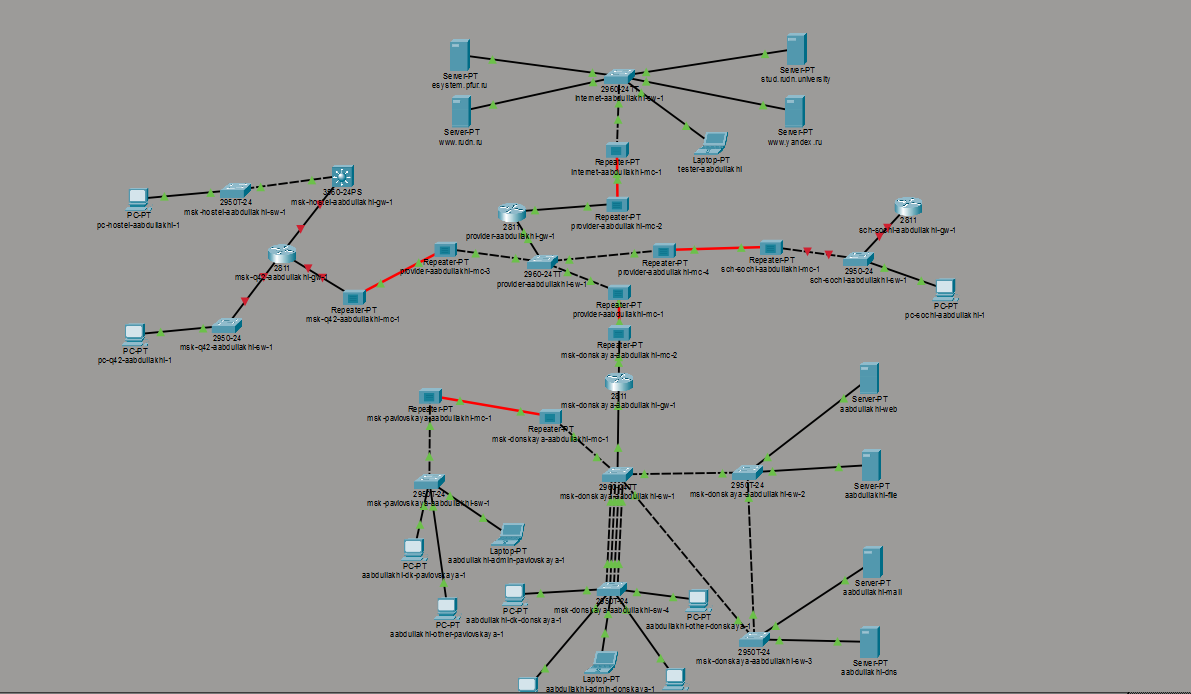 Server-PT
esystem.pfur.ru
Server-PT
stud.rudn.university
2960-24TT
internet-aabdullakhi-sw-1
Server-PT
www.rudn.ru
Server-PT
www.yandex.ru
Repeater-PT
internet-aabdullakhi-mc-1
Laptop-PT
tester-aabdullakhi
3560-24PS
msk-hostel-aabdullakhi-gw-1
2950T-24
msk-hostel-aabdullakhi-sw-1
PC-PT
pc-hostel-aabdullakhi-1
Repeater-PT
provider-aabdullakhi-mc-2
2811
provider-aabdullakhi-gw-1
2811
sch-sochi-aabdullakhi-gw-1
2811
msk-q42-aabdullakhi-gw-1
Repeater-PT
provider-aabdullakhi-mc-3
2960-24TT
provider-aabdullakhi-sw-1
Repeater-PT
provider-aabdullakhi-mc-4
Repeater-PT
sch-sochi-aabdullakhi-mc-1
2950-24
sch-sochi-aabdullakhi-sw-1
Repeater-PT
msk-q42-aabdullakhi-mc-1
Repeater-PT
provider-aabdullakhi-mc-1
PC-PT
pc-sochi-aabdullakhi-1
2950-24
msk-q42-aabdullakhi-sw-1
PC-PT
pc-q42-aabdullakhi-1
Repeater-PT
msk-donskaya-aabdullakhi-mc-2
2811
msk-donskaya-aabdullakhi-gw-1
Server-PT
aabdullakhi-web
Repeater-PT
msk-pavlovskaya-aabdullakhi-mc-1
Repeater-PT
msk-donskaya-aabdullakhi-mc-1
2950T-24
msk-pavlovskaya-aabdullakhi-sw-1
2960-24TT
msk-donskaya-aabdullakhi-sw-1
2950T-24
msk-donskaya-aabdullakhi-sw-2
Server-PT
aabdullakhi-file
Laptop-PT
aabdullakhi-admin-pavlovskaya-1
PC-PT
aabdullakhi-dk-pavlovskaya-1
Server-PT
aabdullakhi-mail
2950T-24
msk-donskaya-aabdullakhi-sw-4
PC-PT
aabdullakhi-dk-donskaya-1
PC-PT
aabdullakhi-other-donskaya-1
PC-PT
aabdullakhi-other-pavlovskaya-1
2950T-24
msk-donskaya-aabdullakhi-sw-3
Server-PT
aabdullakhi-dns
Laptop-PT
aabdullakhi-admin-donskaya-1